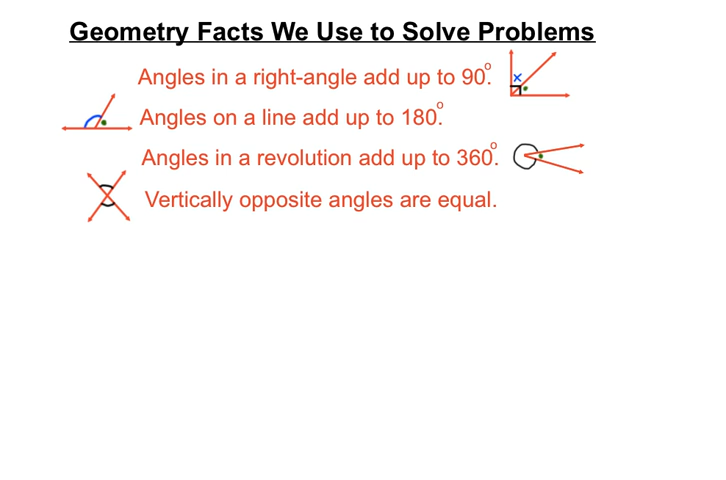 Geometry Facts We Use to Solve Problems
Angles in a right-angle add up to 90°.
x
Angles on a line add up to 180°.
Angles in a revolution add up to 360°.
Vertically opposite angles are equal.